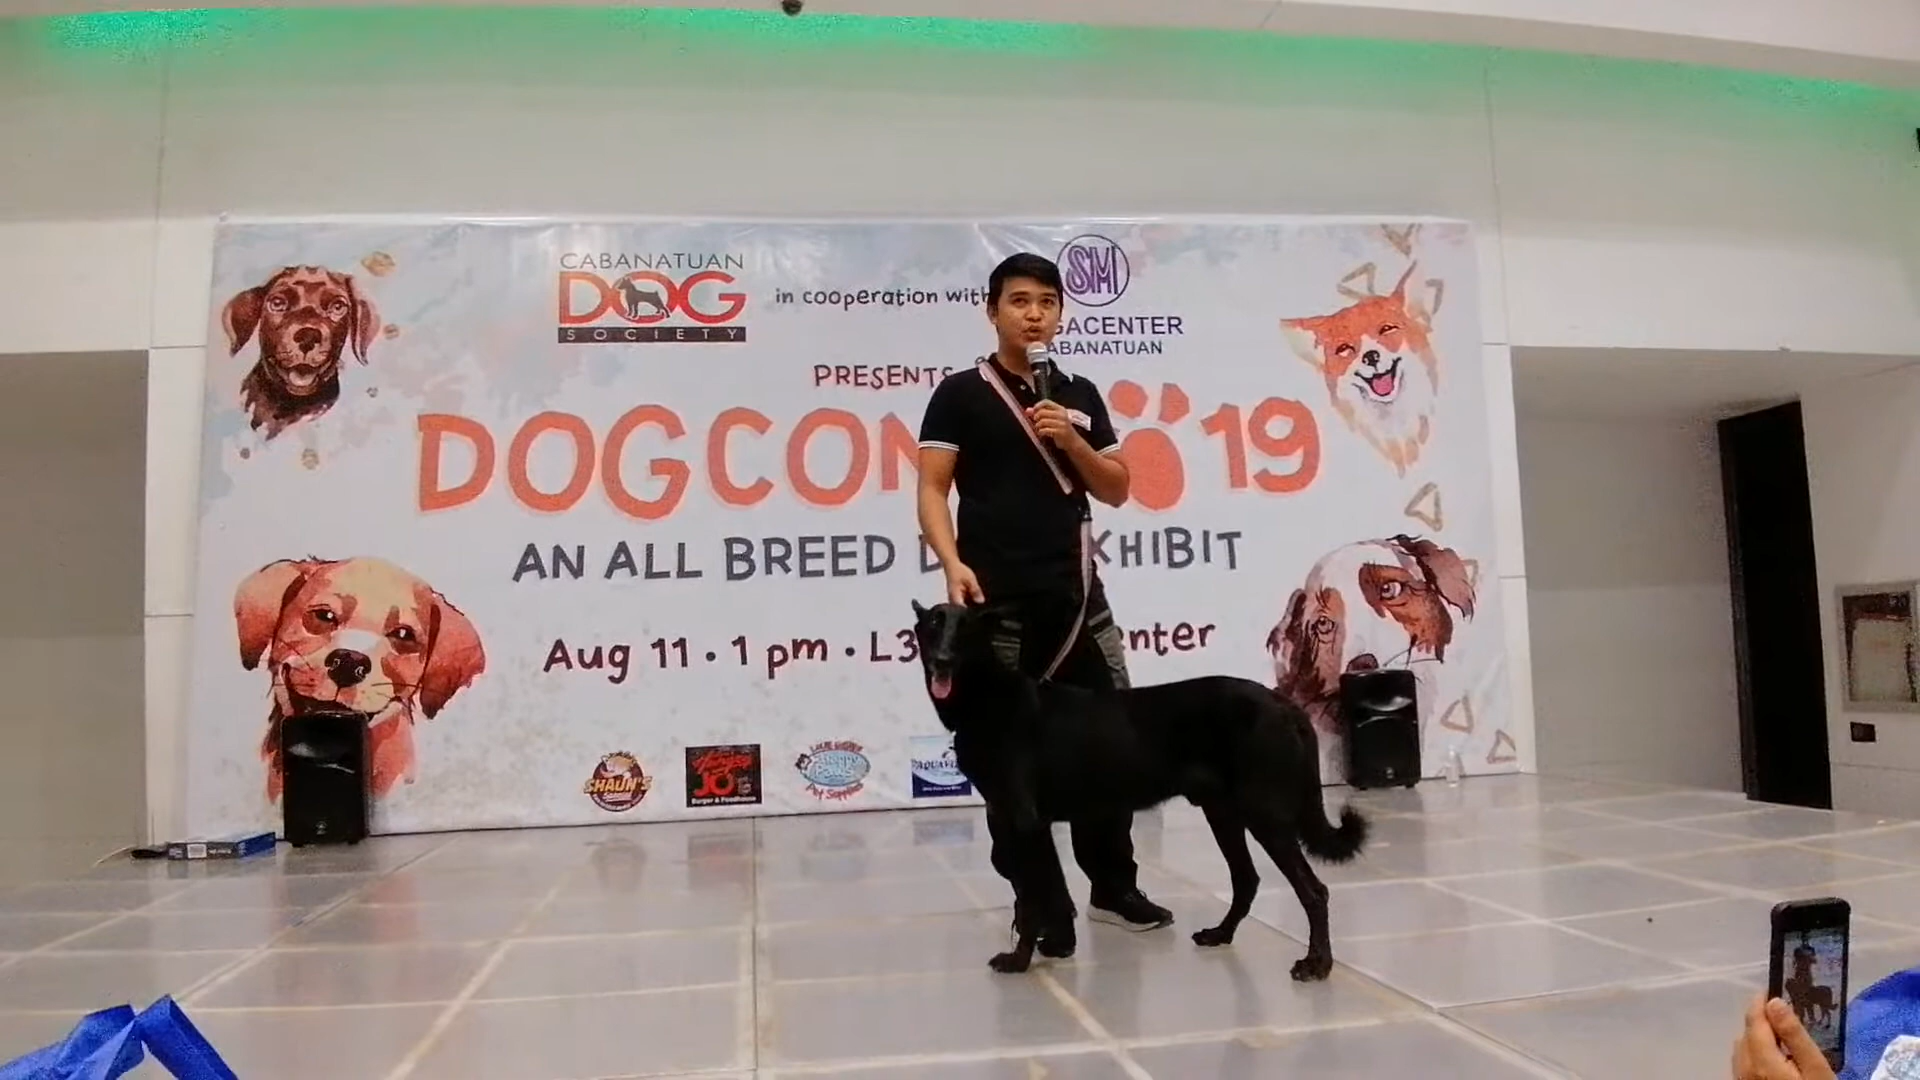 CABANATUAN
DOG
SOCIETY
in cooperation with
SM
GACENTER
ABANATUAN
PRESENTS
DOGCON '19
AN ALL BREED D XHIBIT
Aug 11 • 1 pm • L3 enter
SHAUN'S
JO
Burger & Foodhouse
Pet Supplies